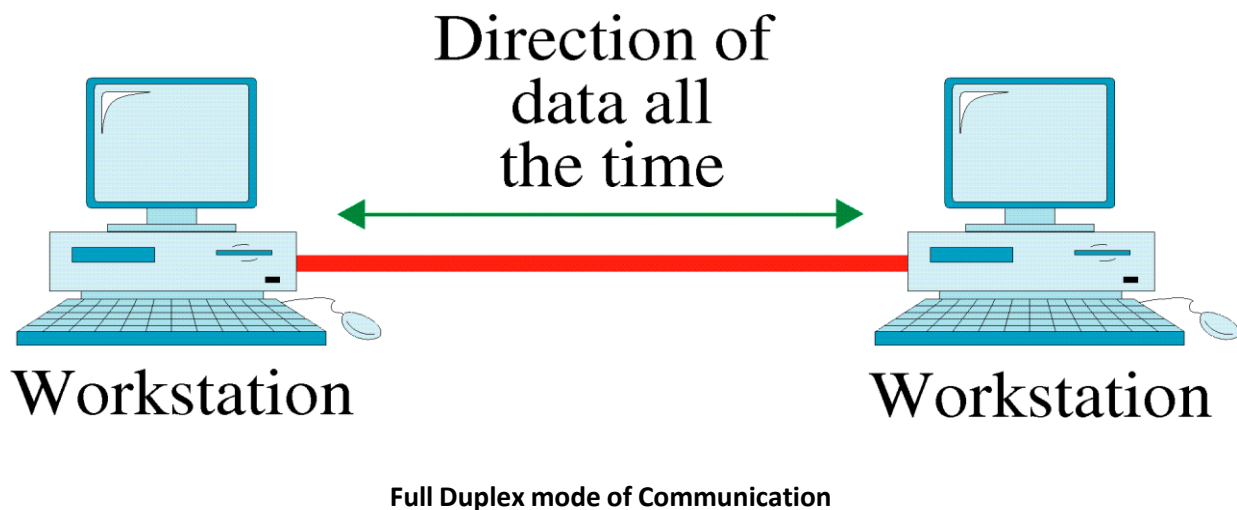 Direction of
data all
the time
Workstation
Workstation
Full Duplex mode of Communication